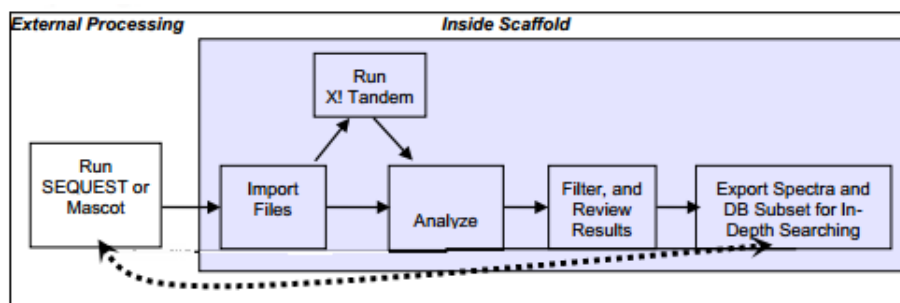 External Processing
Inside Scaffold
Run
X! Tandem
Run
SEQUEST or
Mascot
Import
Files
Analyze
Filter, and
Review
Results
Export Spectra and
DB Subset for In-
Depth Searching